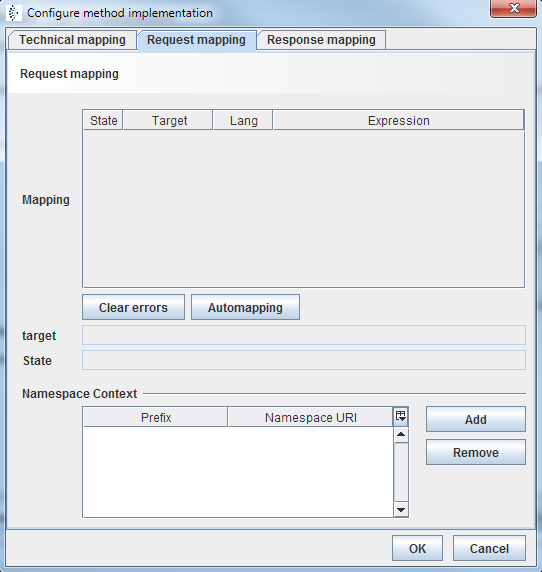 Configure method implementation
Technical mapping Request mapping Response mapping
Request mapping
State Target Lang Expression
Mapping
Clear errors Automapping
target
State
Namespace Context
Prefix Namespace URI
Add
Remove
OK Cancel